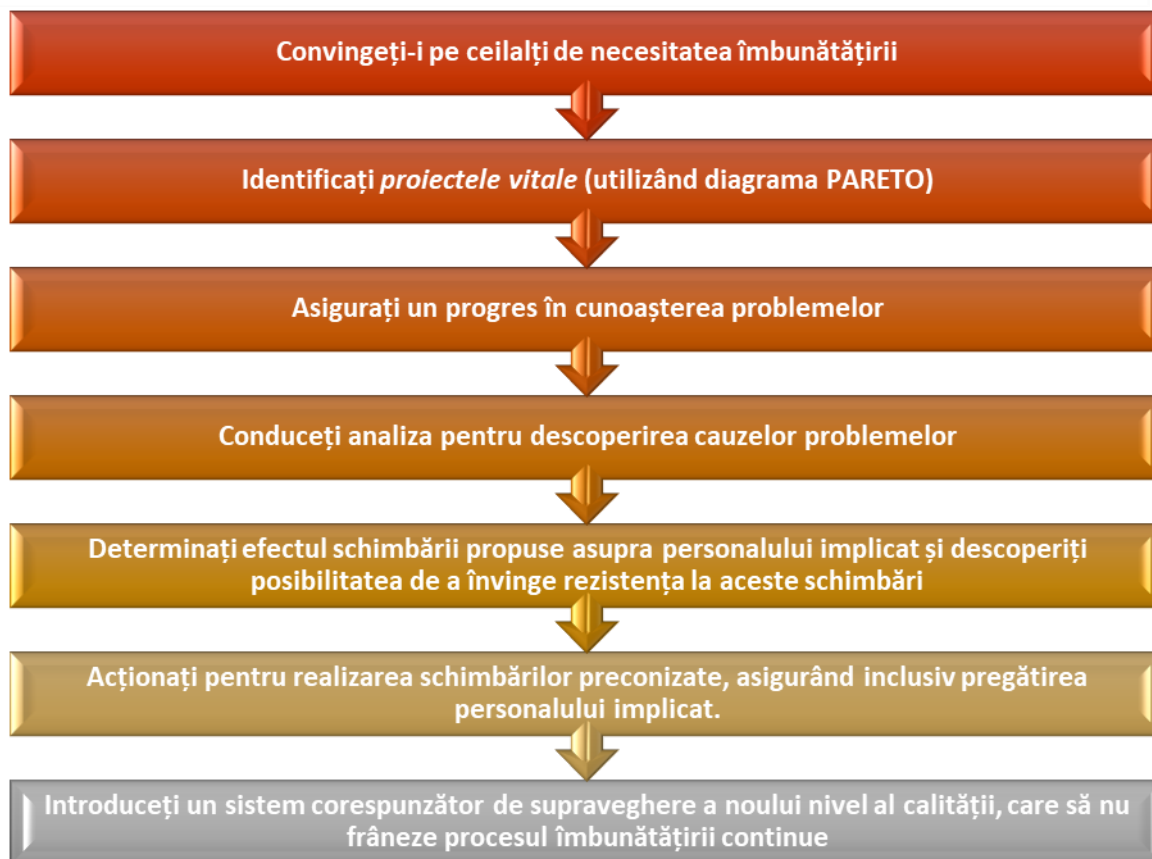 Convingeți-i pe ceilalți de necesitatea îmbunătățirii
Identificați proiectele vitale (utilizând diagrama PARETO)
Asigurați un progres în cunoașterea problemelor
Conduceți analiza pentru descoperirea cauzelor problemelor
Determinați efectul schimbării propuse asupra personalului implicat și descoperiți
posibilitatea de a învinge rezistența la aceste schimbări
Acționați pentru realizarea schimbărilor preconizate, asigurând inclusiv pregătirea
personalului implicat.
Introduceți un sistem corespunzător de supraveghere a noului nivel al calității, care să nu
frâneze procesul îmbunătățirii continue